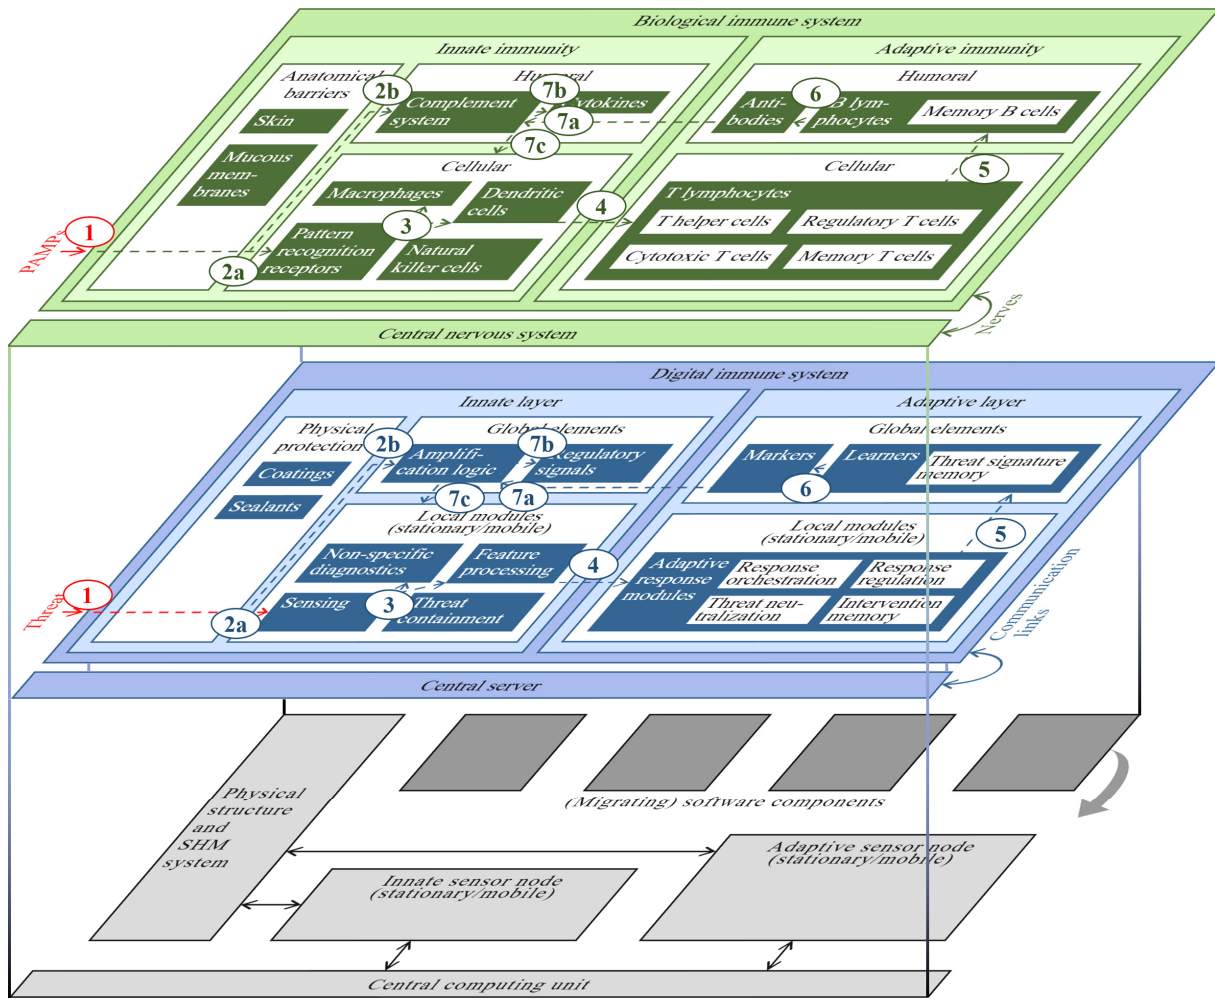 Biological immune system
Innate immunity
Adaptive immunity
Anatomical
barriers
Humoral
Humoral
2b
7b
6
Complement
system
Cytokines
Anti-
bodies
B lym-
phocytes
Memory B cells
Skin
7a
7c
5
Mucous
mem-
branes
Cellular
Cellular
Macrophages
Dendritic
cells
T lymphocytes
4
3
T helper cells
Regulatory T cells
1
PAMPs
Pattern
recognition
receptors
Natural
killer cells
Cytotoxic T cells
Memory T cells
2a
Nerves
Central nervous system
Digital immune system
Innate layer
Adaptive layer
Physical
protection
Global elements
Global elements
2b
7b
Amplifi-
cation logic
Regulatory
signals
Markers
Learners
Threat signature
memory
Coatings
6
7c
7a
Sealants
Local modules
(stationary/mobile)
Local modules
(stationary/mobile)
5
Non-specific
diagnostics
Feature
processing
4
Adaptive
response
modules
Response
orchestration
Response
regulation
1
Threat
Sensing
3
Threat
containment
Threat neu-
tralization
Intervention
memory
2a
Communication
links
Central server
(Migrating) software components
Physical
structure
and
SHM
system
Adaptive sensor node
(stationary/mobile)
Innate sensor node
(stationary/mobile)
Central computing unit